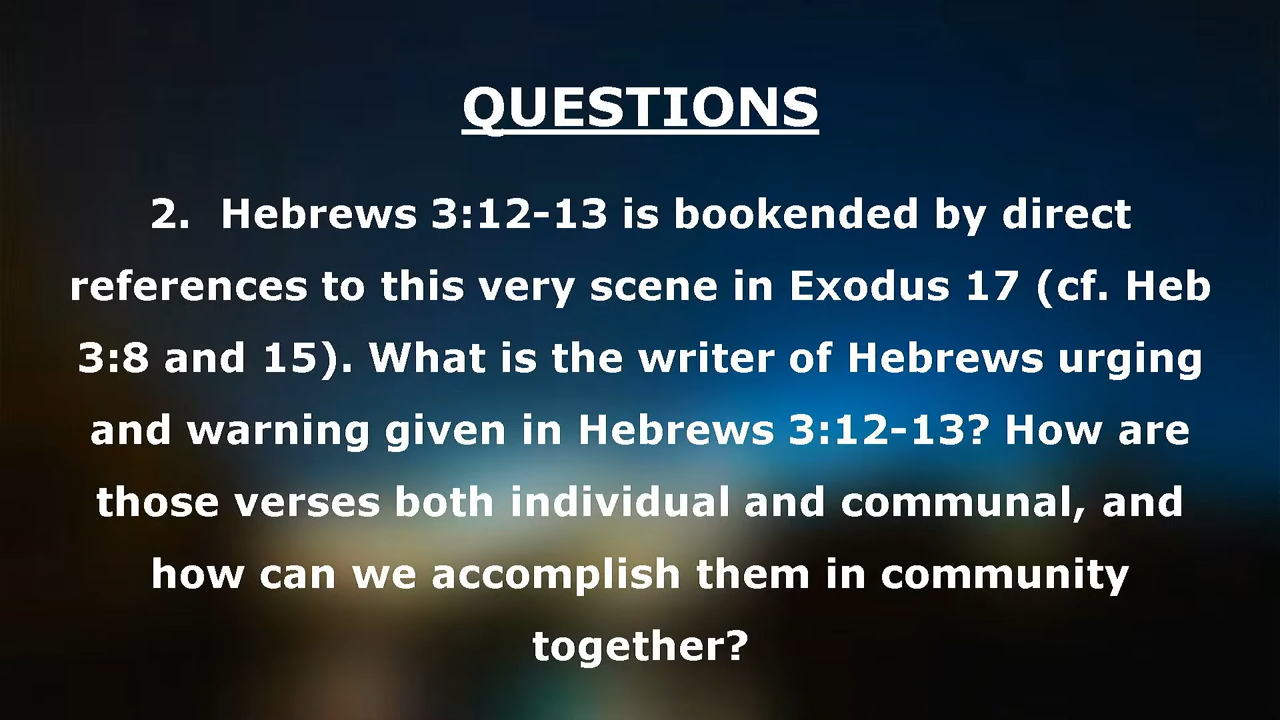 QUESTIONS
2. Hebrews 3:12-13 is bookended by direct
references to this very scene in Exodus 17 (cf. Heb
3:8 and 15). What is the writer of Hebrews urging
and warning given in Hebrews 3:12-13? How are
those verses both individual and communal, and
how can we accomplish them in community
together?